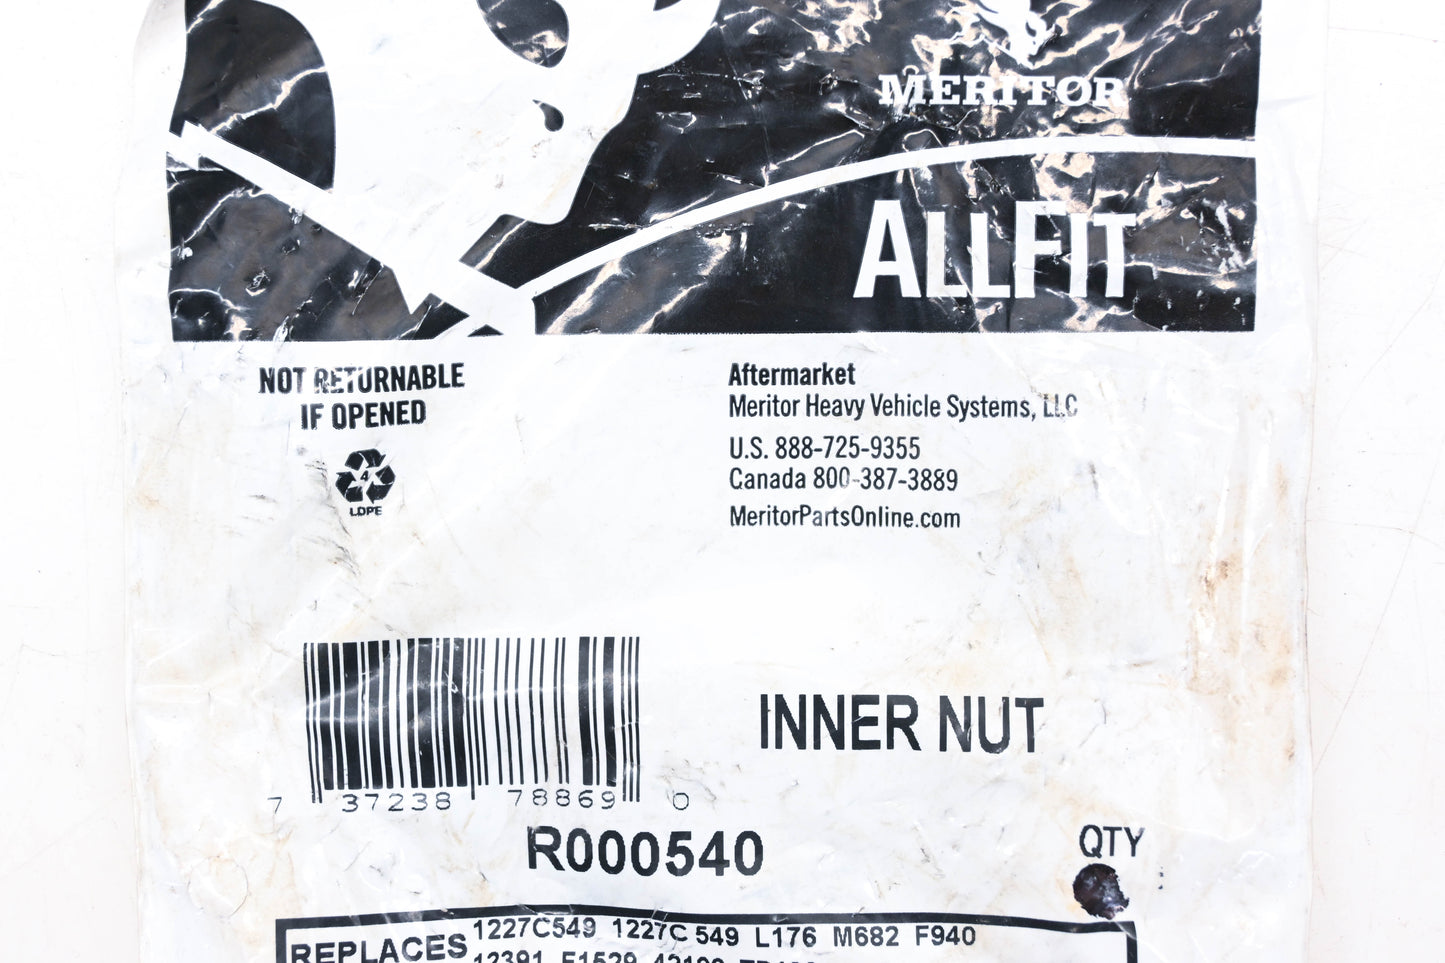 MERITOR
ALLFIT
NOT RETURNABLE
IF OPENED
4
LDPE
Aftermarket
Meritor Heavy Vehicle Systems, LLC
U.S. 888-725-9355
Canada 800-387-3889
MeritorPartsOnline.com
INNER NUT
7 37238 78869 0
R000540
QTY
REPLACES 1227C549 1227C 549 L176 M682 F940
12391